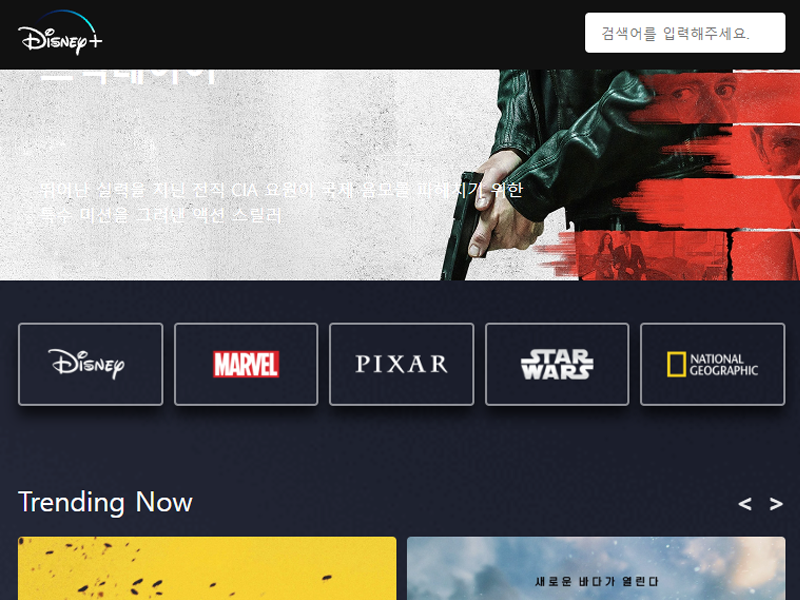 Disney+
검색어를 입력해주세요.
뛰어난 실력을 지닌 전직 CIA 요원이 국제 음모를 파헤치기 위한
특수 미션을 그려낸 액션 스릴러
Disney
MARVEL
PIXAR
STAR WARS
NATIONAL GEOGRAPHIC
Trending Now
< >
새로운 바다가 열린다